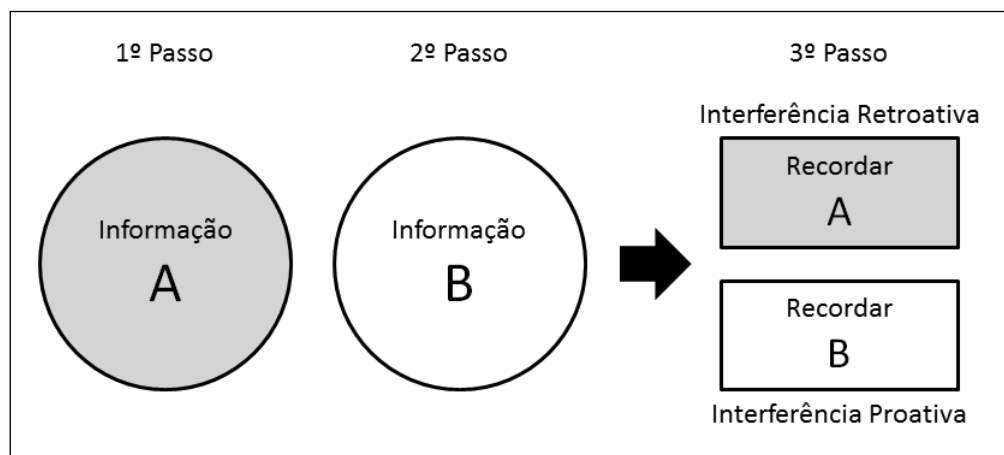 1º Passo
2º Passo
3º Passo
Informação
A
Informação
B
Interferência Retroativa
Recordar
A
Recordar
B
Interferência Proativa